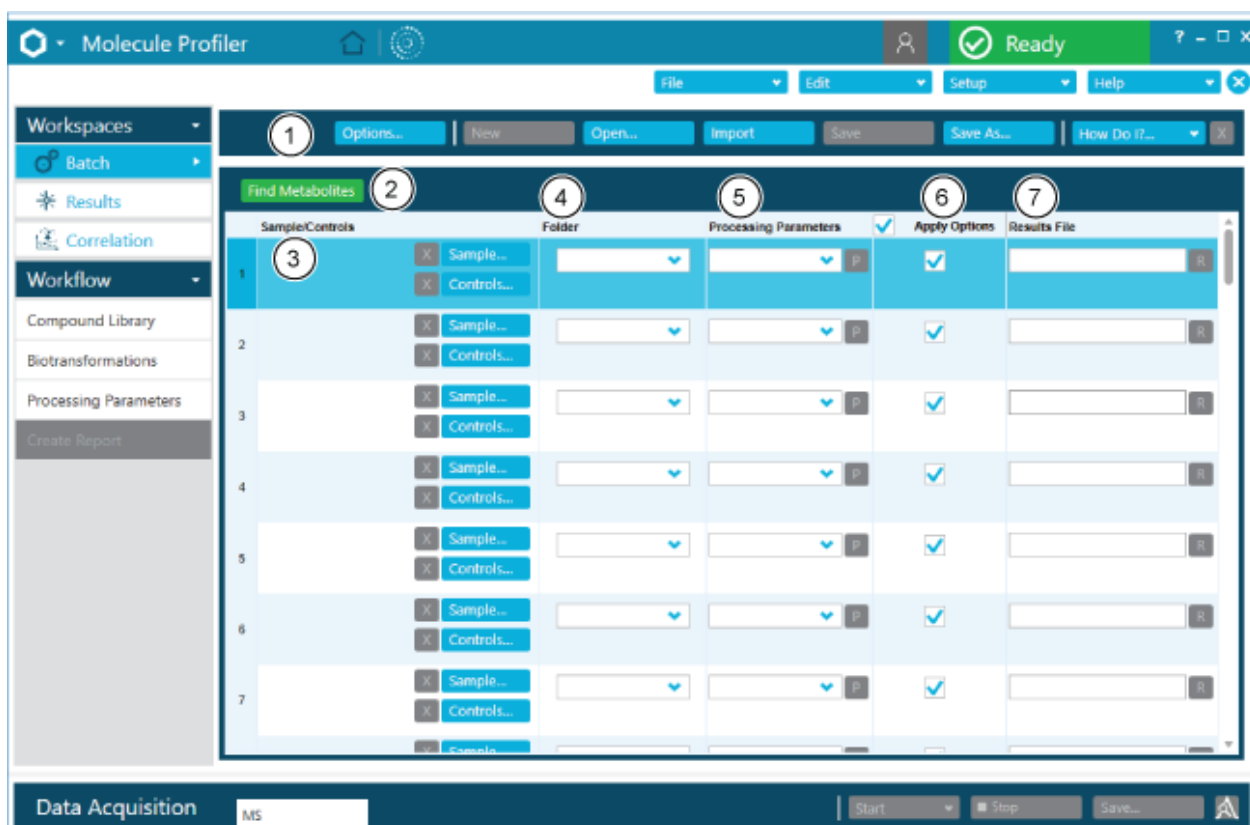 Molecule Profiler Ready ? – □ X
File Edit Setup Help
Workspaces
1 Options... New Open... Import Save Save As... How Do I?... X
Batch
Results
Correlation
Workflow
Compound Library
Biotransformations
Processing Parameters
Create Report
Find Metabolites 2 4 5 6 7
Sample/Controls Folder Processing Parameters Apply Options Results File
1 3 X Sample... P R
X Controls...
2 X Sample... P R
X Controls...
3 X Sample... P R
X Controls...
4 X Sample... P R
X Controls...
5 X Sample... P R
X Controls...
6 X Sample... P R
X Controls...
7 X Sample... P R
X Controls...
X Sample...
Data Acquisition MS Start Stop Save...